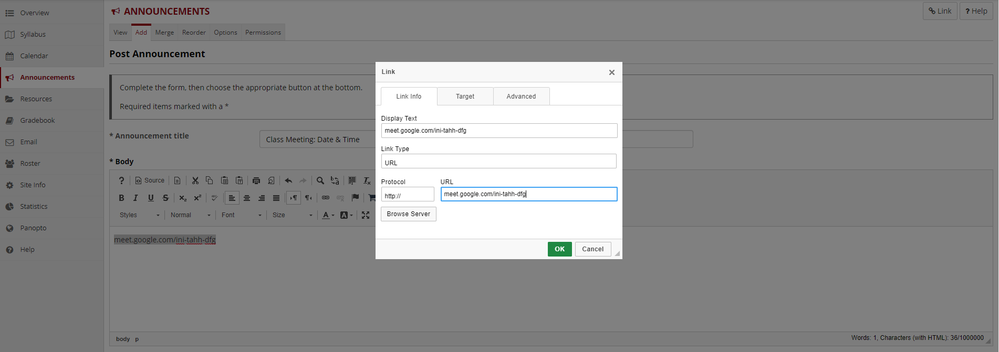 Overview
Syllabus
Calendar
Announcements
Resources
Gradebook
Email
Roster
Site Info
Statistics
Panopto
Help
ANNOUNCEMENTS
Link
? Help
View Add Merge Reorder Options Permissions
Post Announcement
Complete the form, then choose the appropriate button at the bottom.
Required items marked with a *
* Announcement title
Class Meeting: Date & Time
* Body
? Source
B I U S x₂ x²
Styles Normal Font Size A A
meet.google.com/ini-tahh-dfg
body p
Words: 1, Characters (with HTML): 36/1000000
Link
Link Info Target Advanced
Display Text
meet.google.com/ini-tahh-dfg
Link Type
URL
Protocol URL
http:// meet.google.com/ini-tahh-dfg
Browse Server
OK Cancel